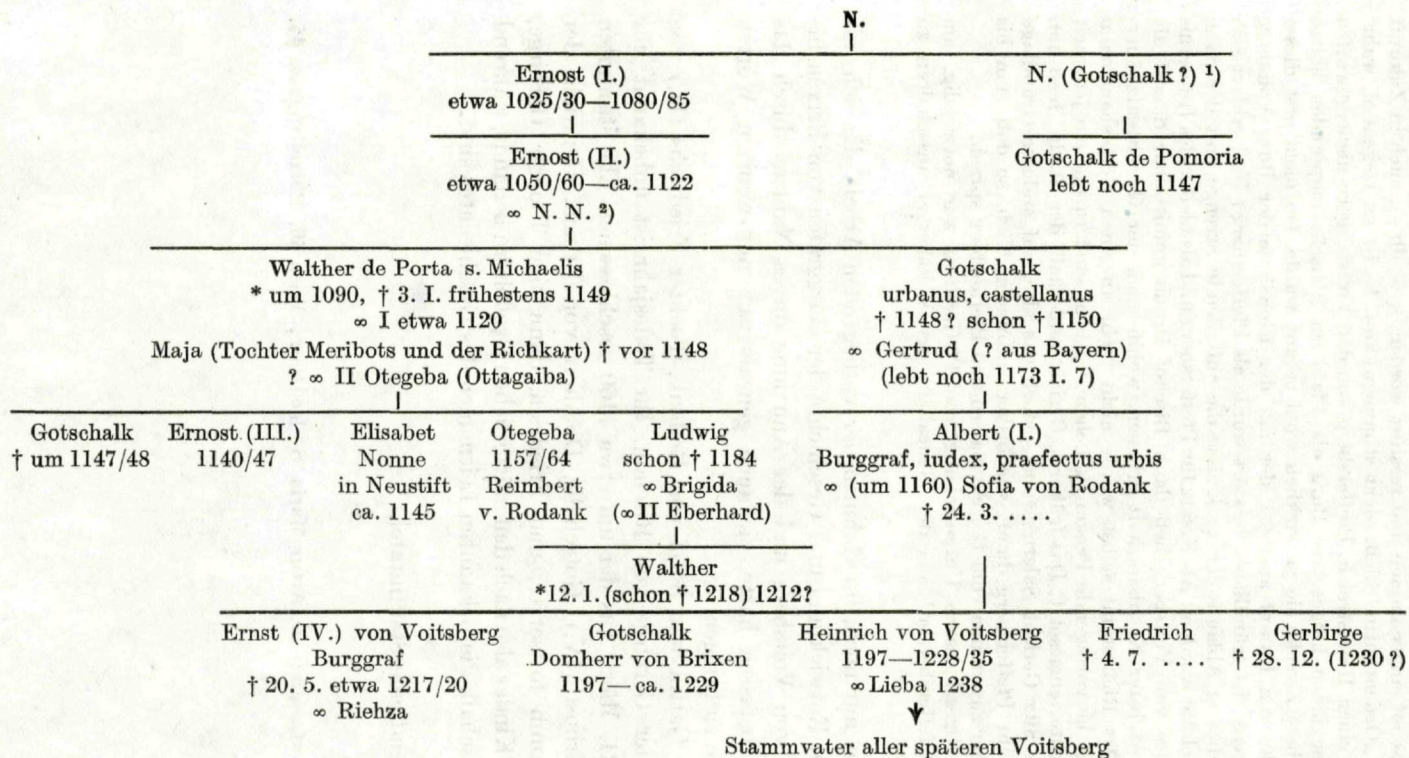 N.
Ernost (I.) N. (Gotschalk ?) ¹)
etwa 1025/30—1080/85
Ernost (II.) Gotschalk de Pomoria
etwa 1050/60—ca. 1122 lebt noch 1147
∞ N. N. ²)
Walther de Porta s. Michaelis Gotschalk
* um 1090, † 3. I. frühestens 1149 urbanus, castellanus
∞ I etwa 1120 † 1148 ? schon † 1150
Maja (Tochter Meribots und der Richkart) † vor 1148 ∞ Gertrud ( ? aus Bayern)
? ∞ II Otegeba (Ottagaiba) (lebt noch 1173 I. 7)
Gotschalk Ernost (III.) Elisabet Otegeba Ludwig Albert (I.)
† um 1147/48 1140/47 Nonne 1157/64 schon † 1184 Burggraf, iudex, praefectus urbis
in Neustift Reimbert ∞ Brigida ∞ (um 1160) Sofia von Rodank
ca. 1145 v. Rodank (∞ II Eberhard) † 24. 3. . . . . .
Walther
*12. 1. (schon † 1218) 1212?
Ernst (IV.) von Voitsberg Gotschalk Heinrich von Voitsberg Friedrich Gerbirge
Burggraf Domherr von Brixen 1197—1228/35 † 4. 7. . . . . † 28. 12. (1230 ?)
† 20. 5. etwa 1217/20 1197— ca. 1229 ∞ Lieba 1238
∞ Riehza
Stammvater aller späteren Voitsberg